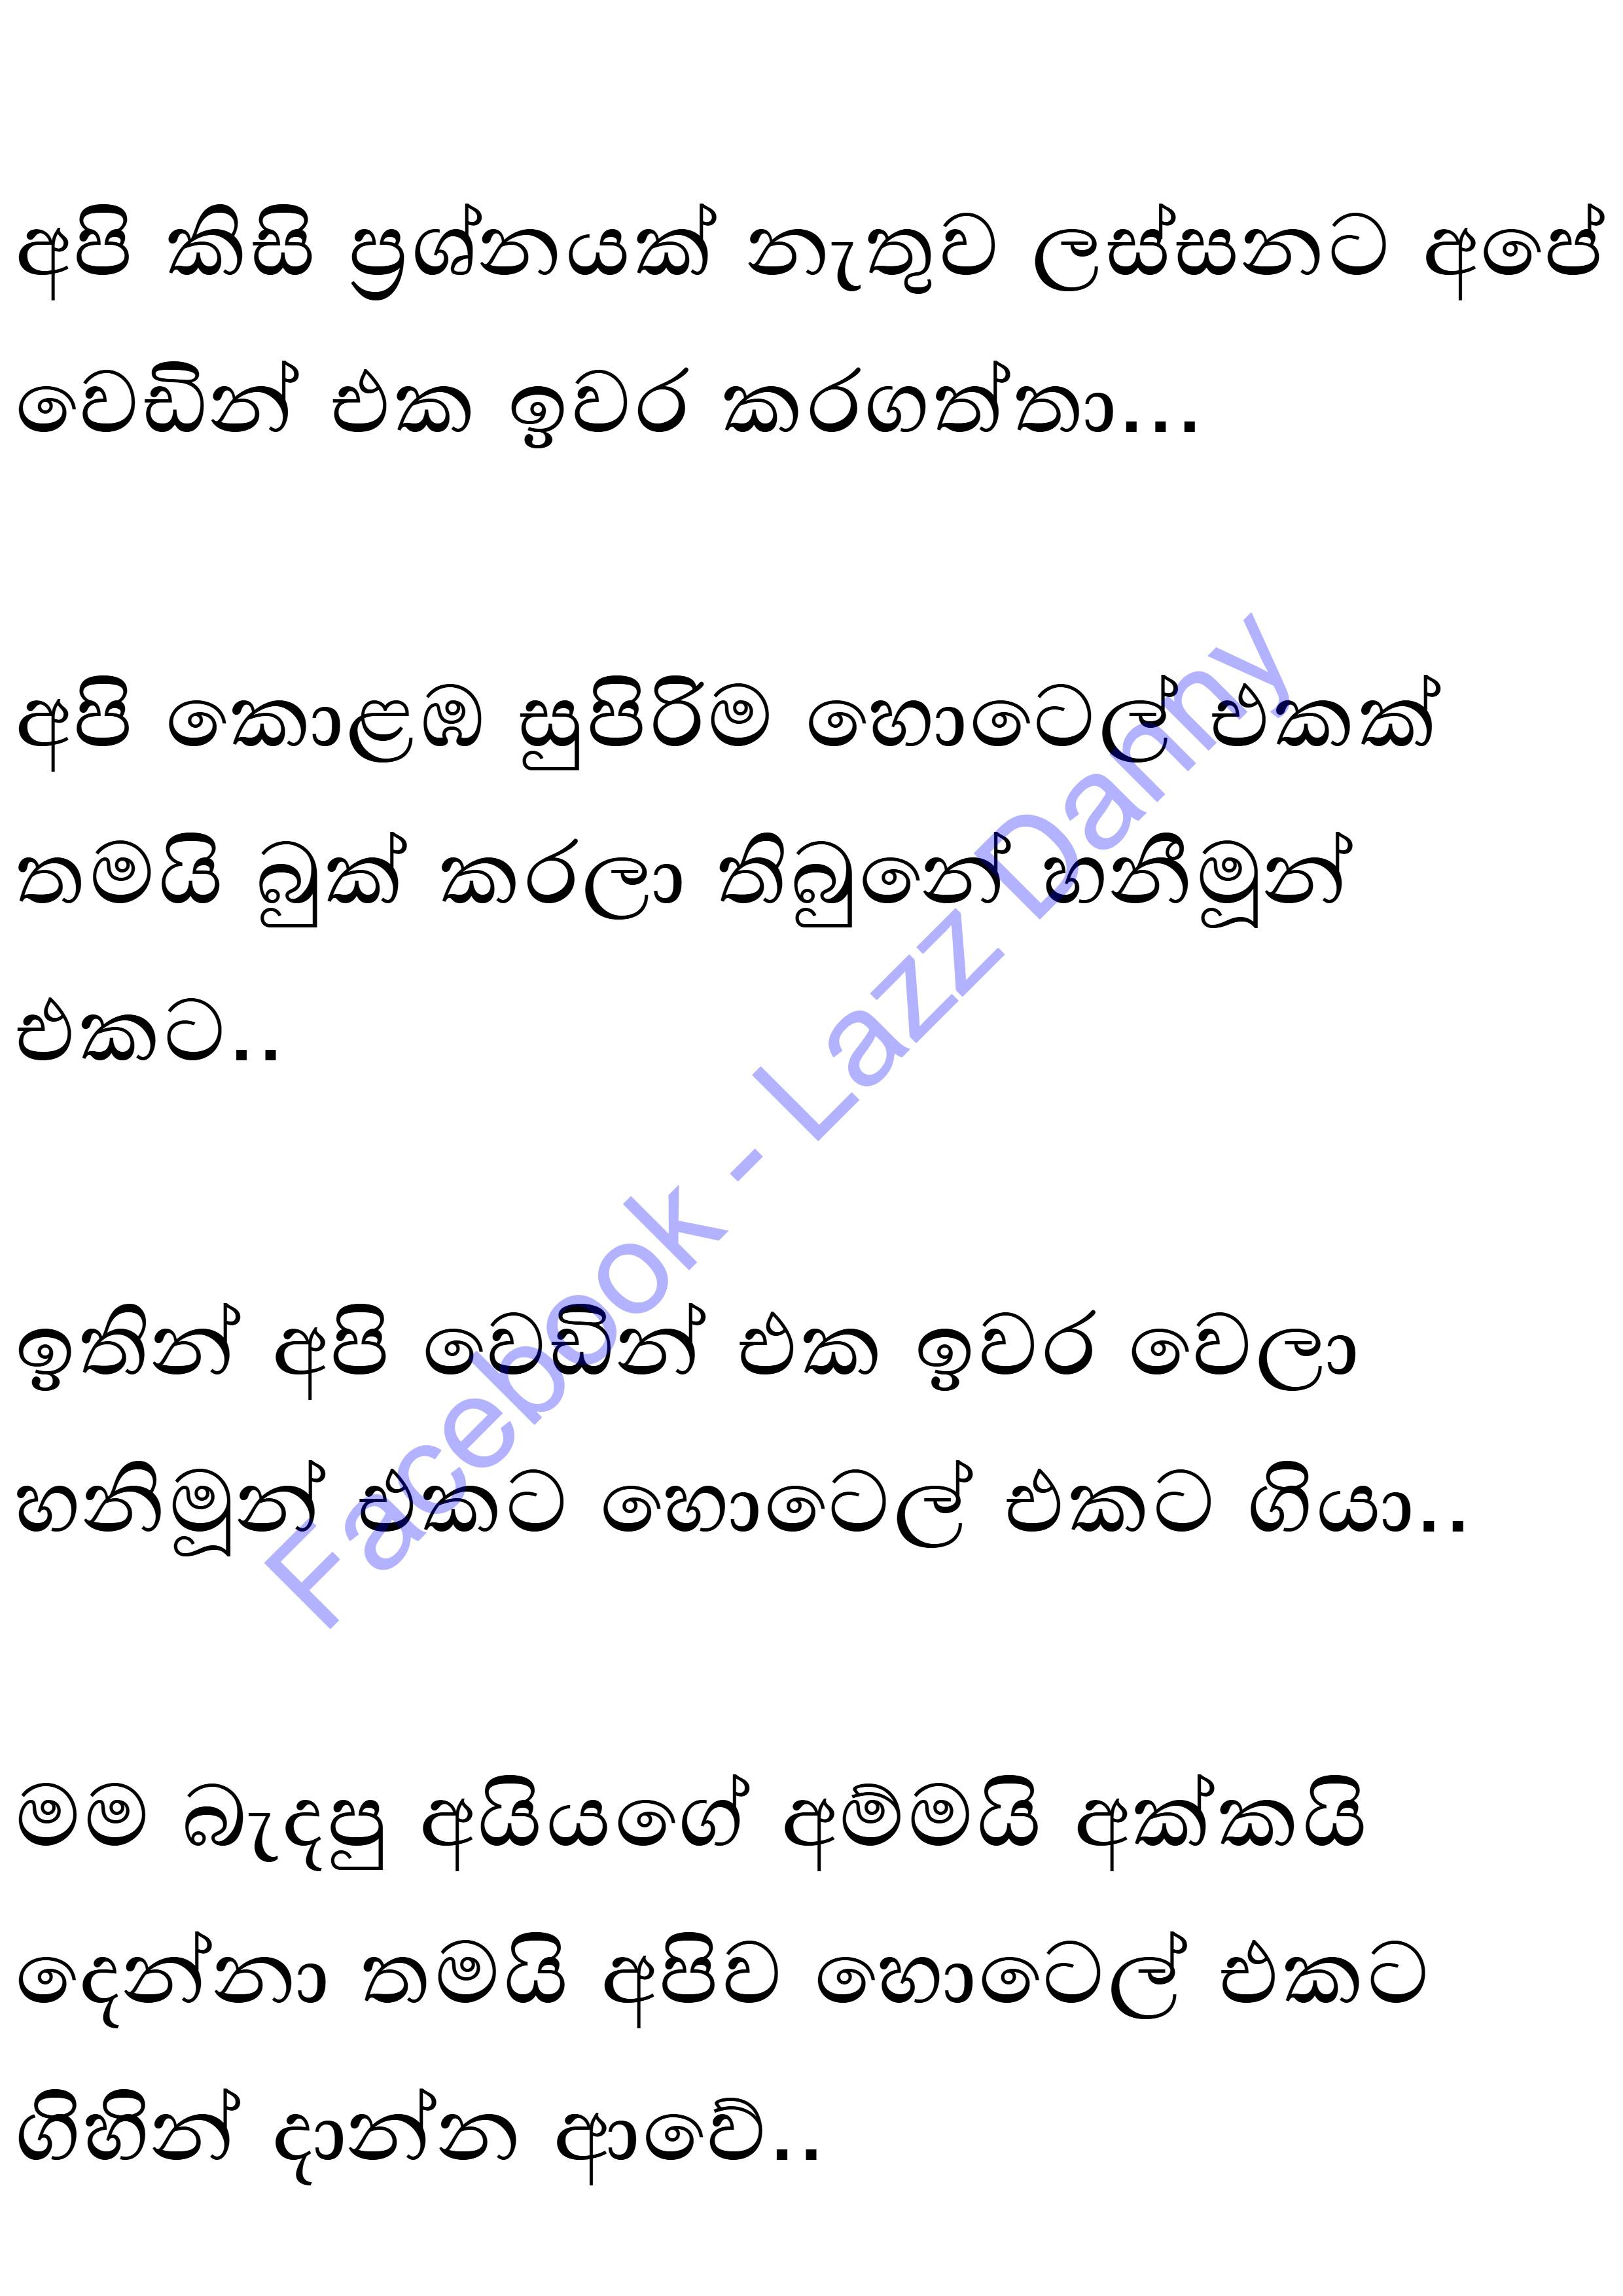 අපි කිසි ප්‍රශ්නයක් නැතුව ලස්සනට අපේ
වෙඩින් එක ඉවර කරගත්තා...
අපි කොළඹ සුපිරිම හොටෙල් එකක්
තමයි බුක් කරලා තිබුනේ හනීමූන්
එකට..
ඉතින් අපි වෙඩින් එක ඉවර වෙලා
හනිමූන් එකට හොටෙල් එකට ගියා..
මම බැදපු අයියගේ අම්මයි අක්කයි
දෙන්නා තමයි අපිව හොටෙල් එකට
ගිහින් දාන්න ආවේ..
Facebook - Lazz Danny